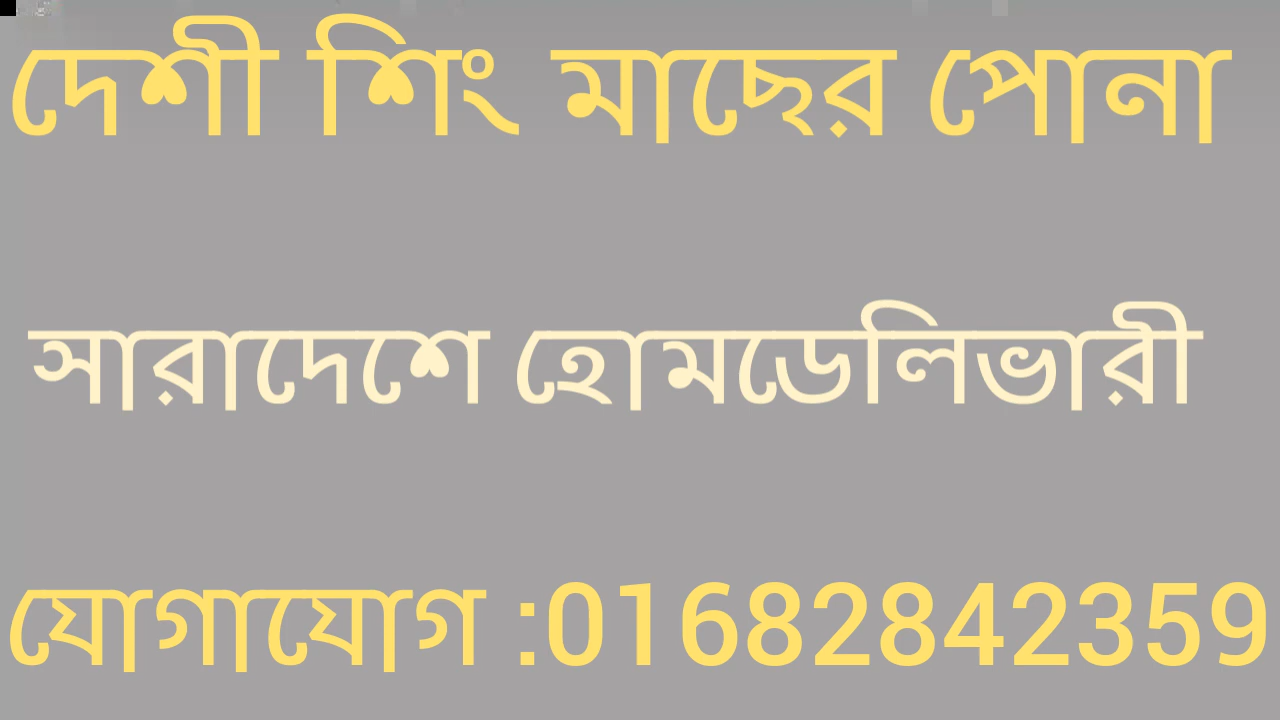 দেশী শিং মাছের পোনা
সারাদেশে হোমডেলিভারী
যোগাযোগ :01682842359